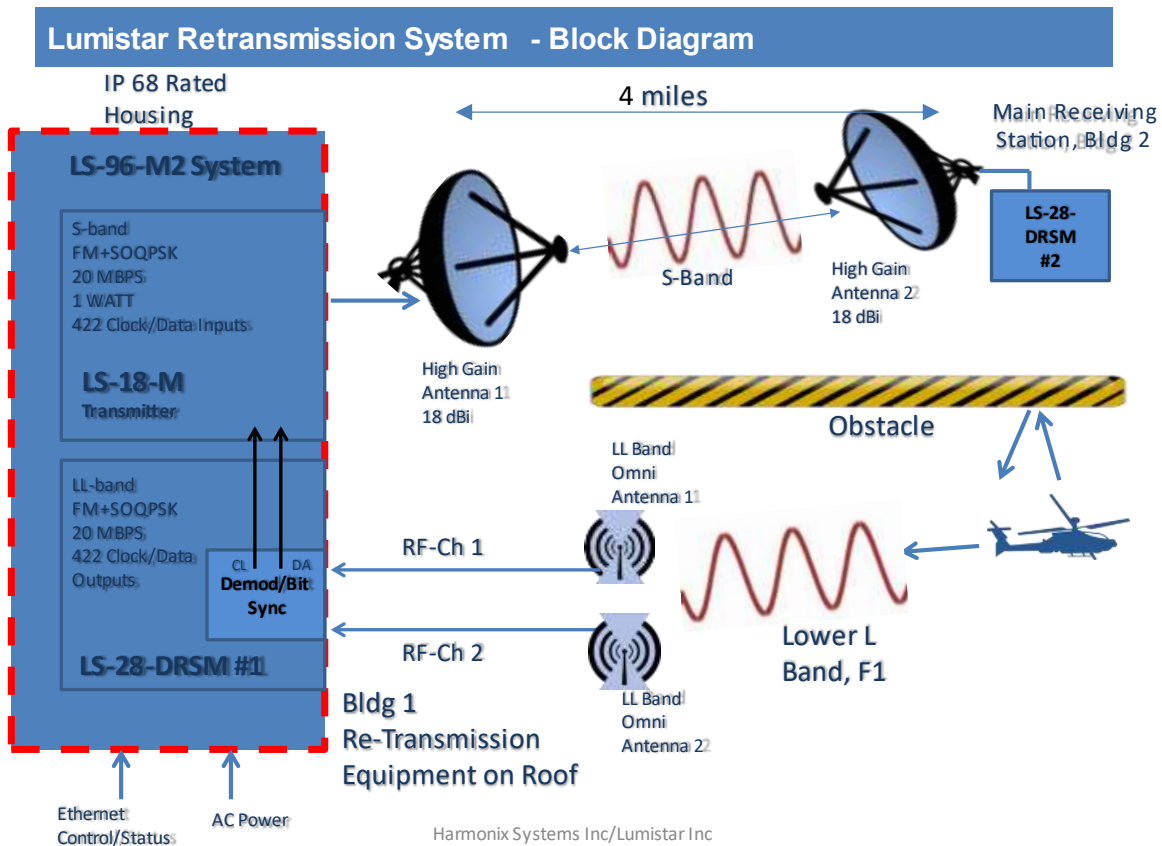 Lumistar Retransmission System - Block Diagram
IP 68 Rated
Housing
LS-96-M2 System
S-band
FM+SOQPSK
20 MBPS
1 WATT
422 Clock/Data Inputs
LS-18-M
Transmitter
LL-band
FM+SOQPSK
20 MBPS
422 Clock/Data
Outputs
CL DA
Demod/Bit
Sync
LS-28-DRSM #1
Ethernet
Control/Status
AC Power
4 miles
S-Band
High Gain
Antenna 1
18 dBi
High Gain
Antenna 2
18 dBi
Main Receiving
Station, Bldg 2
LS-28-
DRSM
#2
Obstacle
LL Band
Omni
Antenna 1
RF-Ch 1
RF-Ch 2
LL Band
Omni
Antenna 2
Lower L
Band, F1
Bldg 1
Re-Transmission
Equipment on Roof
Harmonix Systems Inc/Lumistar Inc